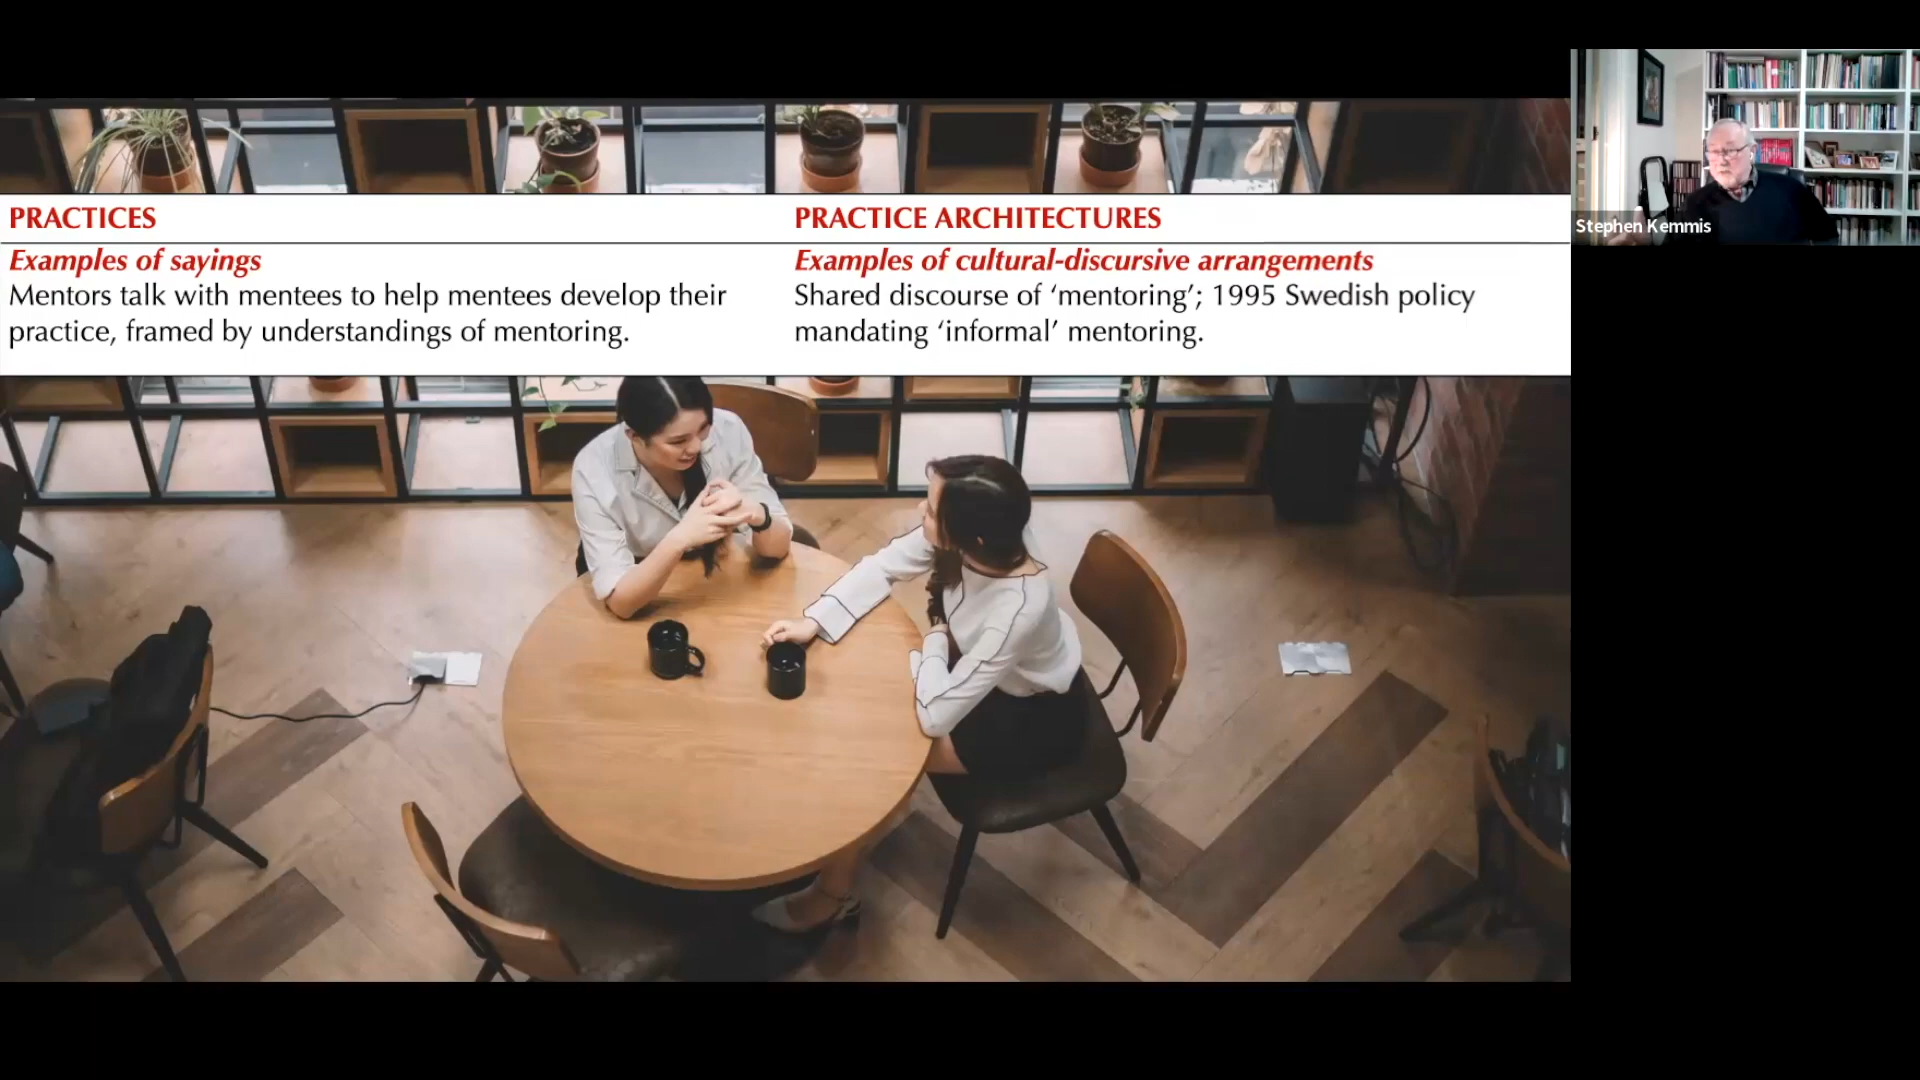 PRACTICES
PRACTICE ARCHITECTURES
Examples of sayings
Examples of cultural-discursive arrangements
Mentors talk with mentees to help mentees develop their
practice, framed by understandings of mentoring.
Shared discourse of ‘mentoring’; 1995 Swedish policy
mandating ‘informal’ mentoring.
Stephen Kemmis